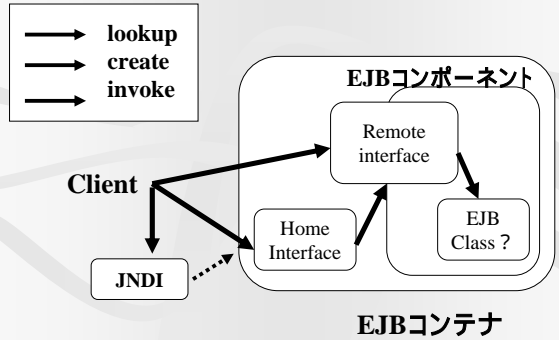 lookup
create
invoke
EJBコンポーネント
Remote
interface
Client
Home
Interface
EJB
Class？
JNDI
EJBコンテナ